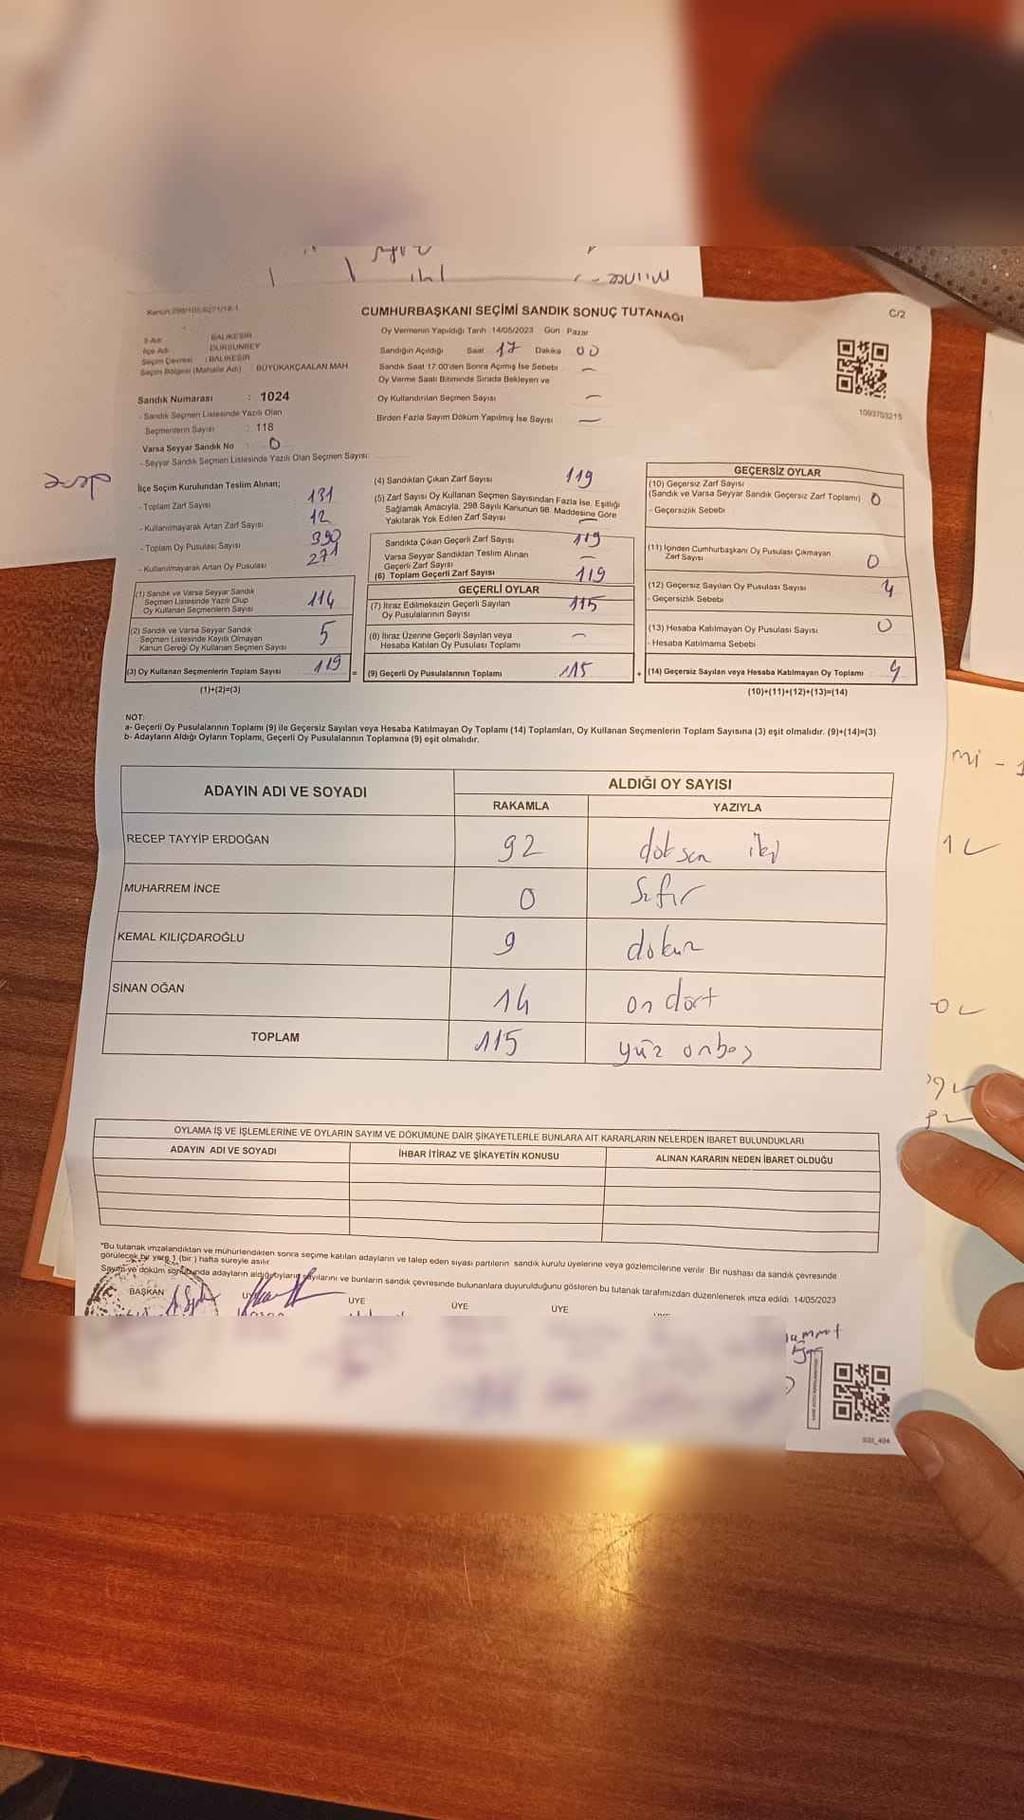 CUMHURBAŞKANI SEÇİMİ SANDIK SONUÇ TUTANAĞI
C/2
Oy Vermenin Yapıldığı Tarih :14/05/2023 Gün : Pazar
Sandığın Açıldığı Saat 17 Dakika 00
Sandık Saat 17.00'den Sonra Açımış İse Sebebi
Oy Verme Saati Bitiminde Sırada Bekleyen ve
Oy Kullandırılan Seçmen Sayısı
Birden Fazla Sayım Döküm Yapılmış İse Sayısı
1093703215
İlçe Adı DURSUNBEY
Seçim Çevresi : BALIKESİR
Seçim Bölgesi (Mahalle Adı) : BÜYÜKAKÇAALAN MAH.
Sandık Numarası : 1024
- Sandık Seçmen Listesinde Yazılı Olan
Seçmenlerin Sayısı : 118
Varsa Seyyar Sandık No : 0
- Seyyar Sandık Seçmen Listesinde Yazılı Olan Seçmen Sayısı:
İlçe Seçim Kurulundan Teslim Alınan;
- Toplam Zarf Sayısı 131
- Kullanılmayarak Artan Zarf Sayısı 12
- Toplam Oy Pusulası Sayısı 390
- Kullanılmayarak Artan Oy Pusulası 271
(1) Sandık ve Varsa Seyyar Sandık
Seçmen Listesinde Yazılı Olup
Oy Kullanan Seçmenlerin Sayısı 114
(2) Sandık ve Varsa Seyyar Sandık
Seçmen Listesinde Kayıtlı Olmayan
Kanun Gereği Oy Kullanan Seçmen Sayısı 5
(3) Oy Kullanan Seçmenlerin Toplam Sayısı 119
(1)+(2)=(3)
(4) Sandıktan Çıkan Zarf Sayısı 119
(5) Zarf Sayısı Oy Kullanan Seçmen Sayısından Fazla İse, Eşitliği
Sağlamak Amacıyla, 298 Sayılı Kanunun 98. Maddesine Göre
Yakılarak Yok Edilen Zarf Sayısı
Sandıkta Çıkan Geçerli Zarf Sayısı 119
Varsa Seyyar Sandıktan Teslim Alınan
Geçerli Zarf Sayısı
(6) Toplam Geçerli Zarf Sayısı 119
GEÇERLİ OYLAR
(7) İtiraz Edilmeksizin Geçerli Sayılan
Oy Pusulalarının Sayısı 115
(8) İtiraz Üzerine Geçerli Sayılan veya
Hesaba Katılan Oy Pusulası Toplamı
(9) Geçerli Oy Pusulalarının Toplamı 115
GEÇERSİZ OYLAR
(10) Geçersiz Zarf Sayısı
(Sandık ve Varsa Seyyar Sandık Geçersiz Zarf Toplamı) 0
- Geçersizlik Sebebi
(11) İçinden Cumhurbaşkanı Oy Pusulası Çıkmayan
Zarf Sayısı 0
(12) Geçersiz Sayılan Oy Pusulası Sayısı 4
- Geçersizlik Sebebi
(13) Hesaba Katılmayan Oy Pusulası Sayısı 0
- Hesaba Katılmama Sebebi
(14) Geçersiz Sayılan veya Hesaba Katılmayan Oy Toplamı 4
(10)+(11)+(12)+(13)=(14)
NOT:
a- Geçerli Oy Pusulalarının Toplamı (9) ile Geçersiz Sayılan veya Hesaba Katılmayan Oy Toplamı (14) Toplamları, Oy Kullanan Seçmenlerin Toplam Sayısına (3) eşit olmalıdır. (9)+(14)=(3)
b- Adayların Aldığı Oyların Toplamı, Geçerli Oy Pusulalarının Toplamına (9) eşit olmalıdır.
ADAYIN ADI VE SOYADI
ALDIĞI OY SAYISI
RAKAMLA YAZIYLA
RECEP TAYYİP ERDOĞAN 92 doksan iki
MUHARREM İNCE 0 Sıfır
KEMAL KILIÇDAROĞLU 9 dokuz
SİNAN OĞAN 14 on dört
TOPLAM 115 yüz onbeş
OYLAMA İŞ VE İŞLEMLERİNE VE OYLARIN SAYIM VE DÖKÜMÜNE DAİR ŞİKAYETLERLE BUNLARA AİT KARARLARIN NELERDEN İBARET BULUNDUKLARI
ADAYIN ADI VE SOYADI İHBAR İTİRAZ VE ŞİKAYETİN KONUSU ALINAN KARARIN NEDEN İBARET OLDUĞU
*Bu tutanak imzalandıktan ve mühürlendikten sonra seçime katılan adayların ve talep eden siyasi partilerin sandık kurulu üyelerine veya gözlemcilerine verilir. Bir nüshası da sandık çevresinde
görülecek bir yere 1 (bir) hafta süreyle asılır.
Sayım ve döküm sonucunda adayların aldığı oyların sayılarını ve bunların sandık çevresinde bulunanlara duyurulduğunu gösteren bu tutanak tarafımızdan düzenlenerek imza edildi. 14/05/2023
BAŞKAN ÜYE ÜYE ÜYE